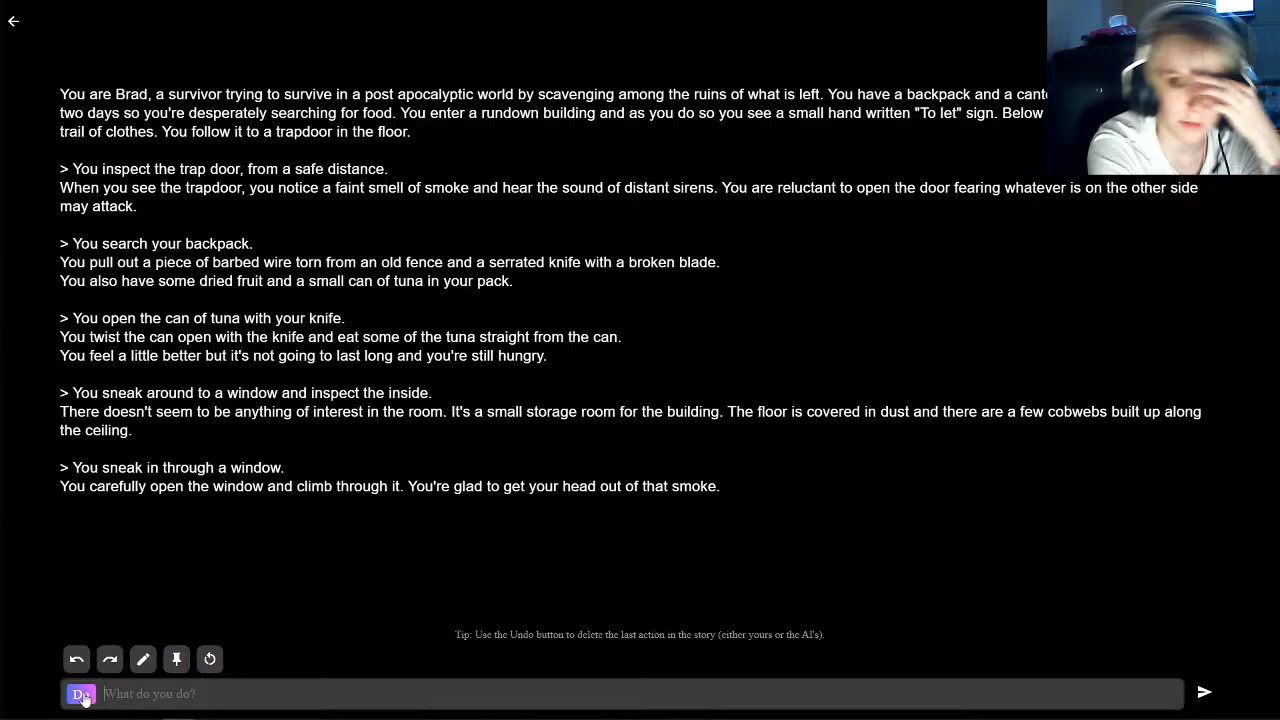 You are Brad, a survivor trying to survive in a post apocalyptic world by scavenging among the ruins of what is left. You have a backpack and a
two days so you're desperately searching for food. You enter a rundown building and as you do so you see a small hand written "To let" sign. Below
trail of clothes. You follow it to a trapdoor in the floor.
> You inspect the trap door, from a safe distance.
When you see the trapdoor, you notice a faint smell of smoke and hear the sound of distant sirens. You are reluctant to open the door fearing whatever is on the other side
may attack.
> You search your backpack.
You pull out a piece of barbed wire torn from an old fence and a serrated knife with a broken blade.
You also have some dried fruit and a small can of tuna in your pack.
> You open the can of tuna with your knife.
You twist the can open with the knife and eat some of the tuna straight from the can.
You feel a little better but it's not going to last long and you're still hungry.
> You sneak around to a window and inspect the inside.
There doesn't seem to be anything of interest in the room. It's a small storage room for the building. The floor is covered in dust and there are a few cobwebs built up along
the ceiling.
> You sneak in through a window.
You carefully open the window and climb through it. You're glad to get your head out of that smoke.
Tip: Use the Undo button to delete the last action in the story (either yours or the AI's).
What do you do?